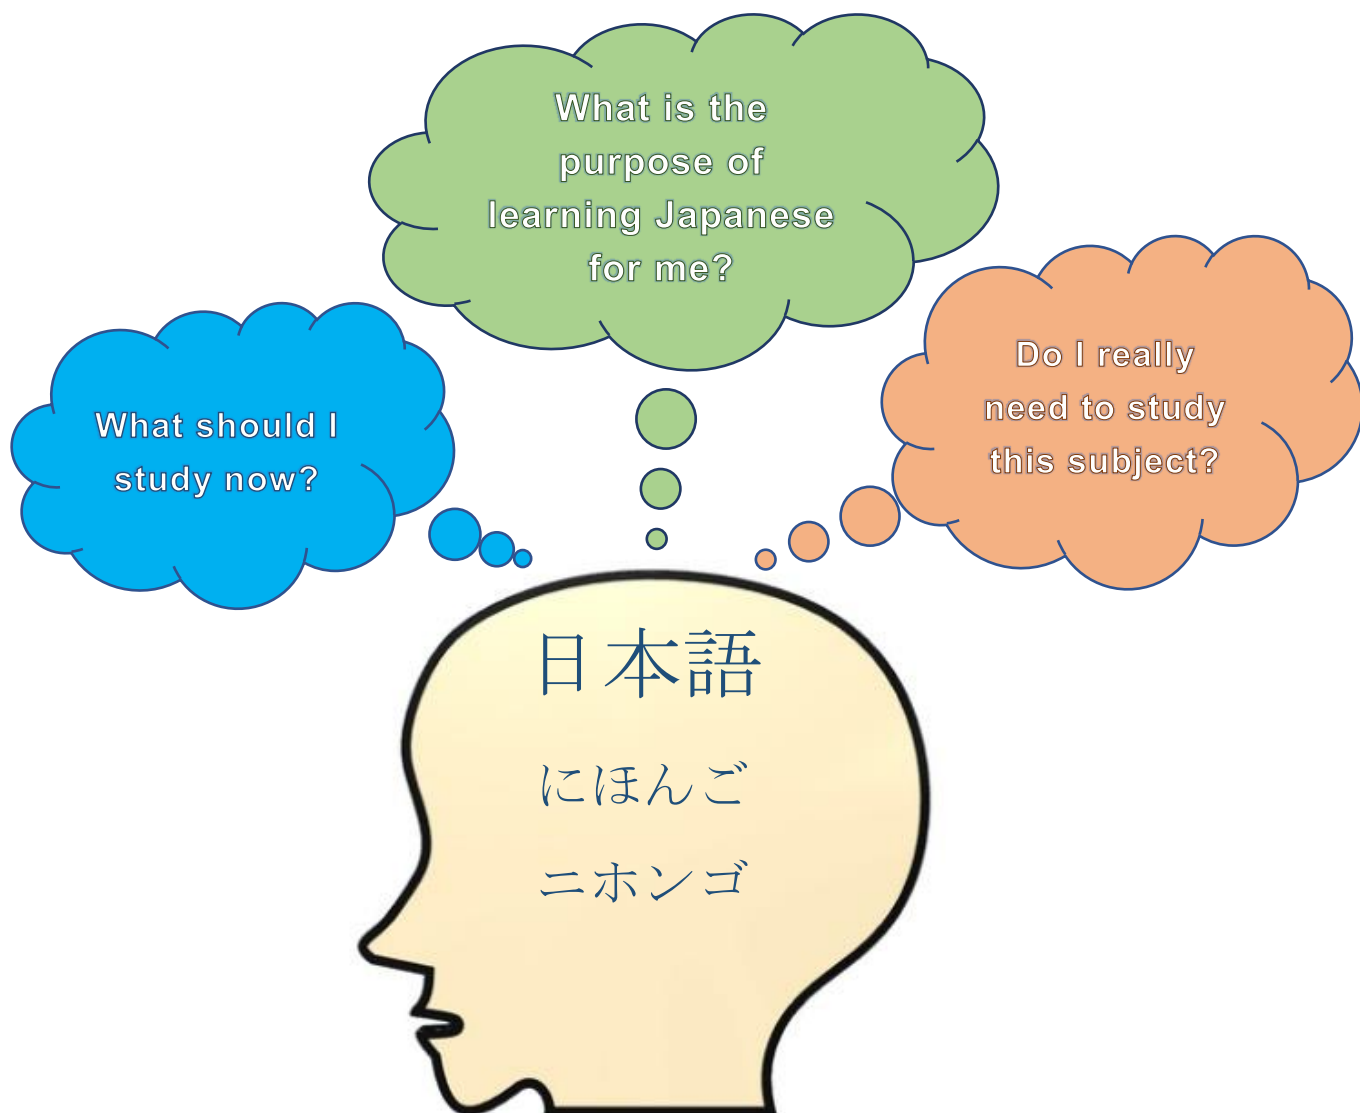 What is the
purpose of
learning Japanese
for me?
What should I
study now?
Do I really
need to study
this subject?
日本語
にほんご
ニホンゴ